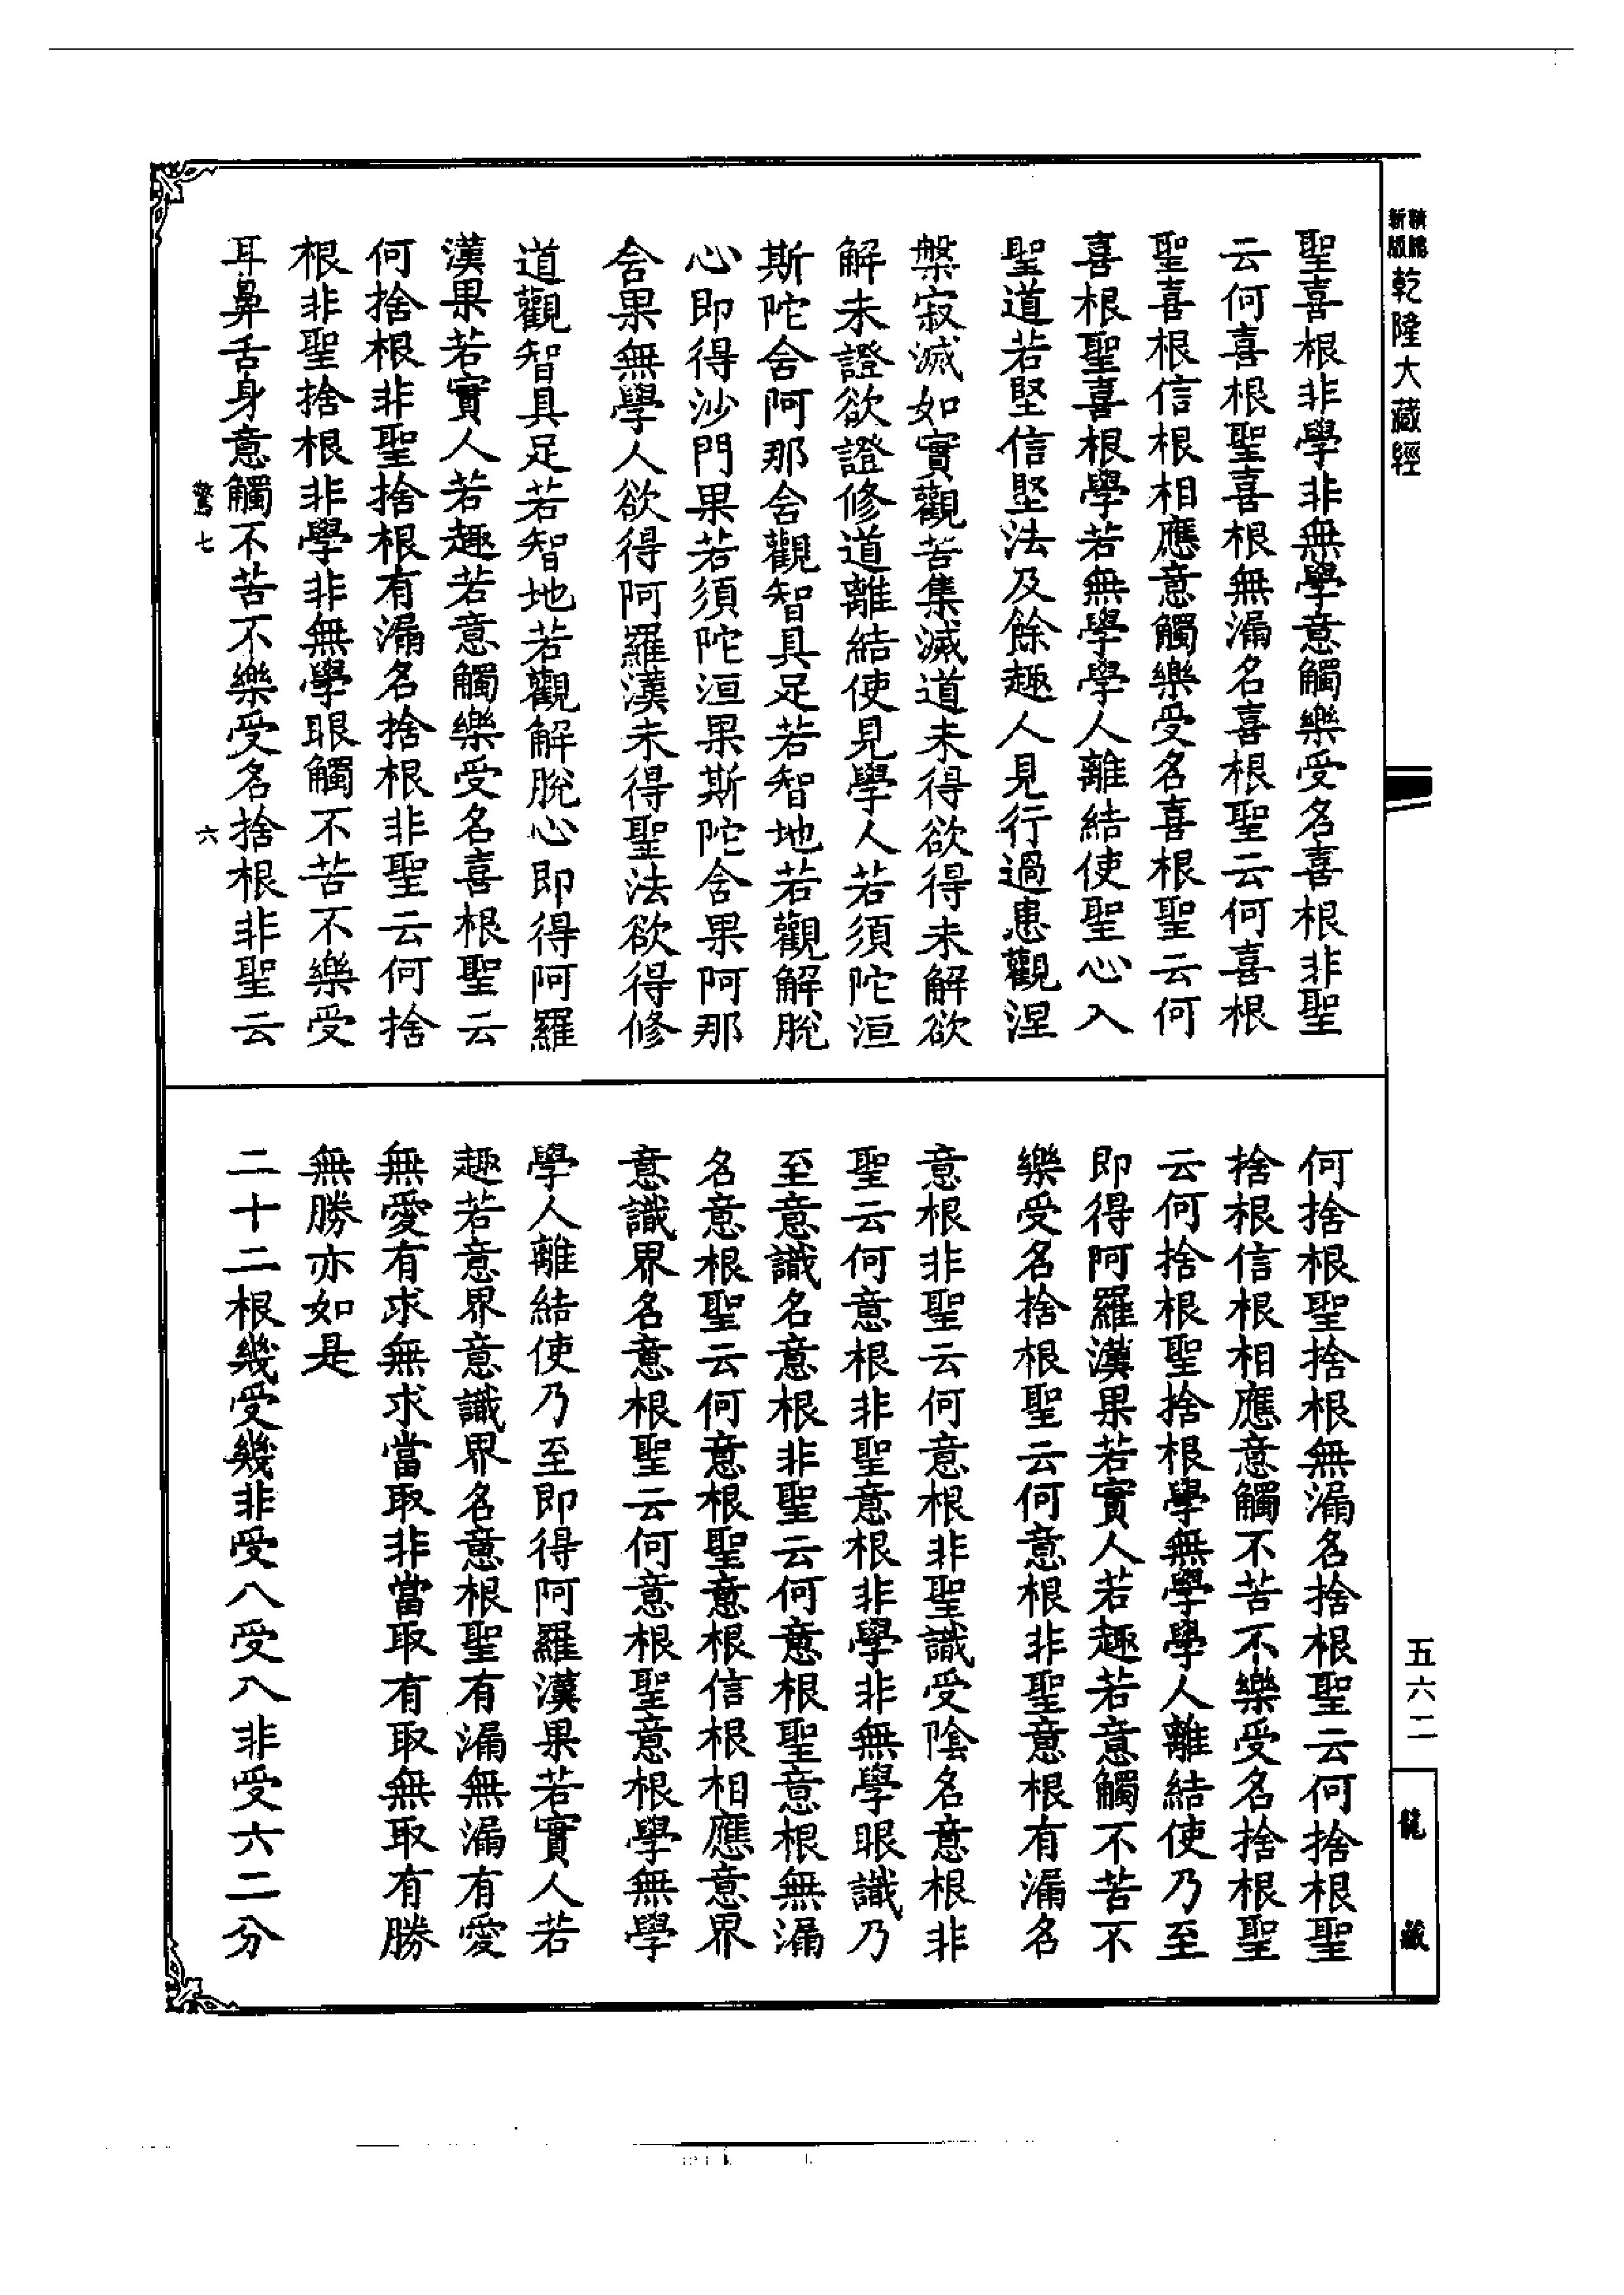 新版
精縮
乾隆大藏經
聖喜根非學非無學意觸樂受名喜根非聖
云何喜根聖喜根無漏名喜根聖云何喜根
聖喜根信根相應意觸樂受名喜根聖云何
喜根聖喜根學若無學學人離結使聖心入
聖道若堅信堅法及餘趣人見行過患觀涅
槃寂滅如實觀苦集滅道未得欲得未解欲
解未證欲證修道離結使見學人若須陀洹
斯陀舍阿那舍觀智具足若智地若觀解脫
心即得沙門果若須陀洹果斯陀舍果阿那
舍果無學人欲得阿羅漢未得聖法欲得修
道觀智具足若智地若觀解脫心即得阿羅
漢果若實人若趣若意觸樂受名喜根聖云
何捨根非聖捨根有漏名捨根非聖云何捨
根非聖捨根非學非無學眼觸不苦不樂受
耳鼻舌身意觸不苦不樂受名捨根非聖云
驚七
六
何捨根聖捨根無漏名捨根聖云何捨根聖
捨根信根相應意觸不苦不樂受名捨根聖
云何捨根聖捨根學無學學人離結使乃至
即得阿羅漢果若實人若趣若意觸不苦不
樂受名捨根聖云何意根非聖意根有漏名
意根非聖云何意根非聖識受陰名意根非
聖云何意根非聖意根非學非無學眼識乃
至意識名意根非聖云何意根聖意根無漏
名意根聖云何意根聖意根信根相應意界
意識界名意根聖云何意根聖意根學無學
學人離結使乃至即得阿羅漢果若實人若
趣若意界意識界名意根聖有漏無漏有愛
無愛有求無求當取非當取有取無取有勝
無勝亦如是
二十二根幾受幾非受八受八非受六二分
五六二
龍藏